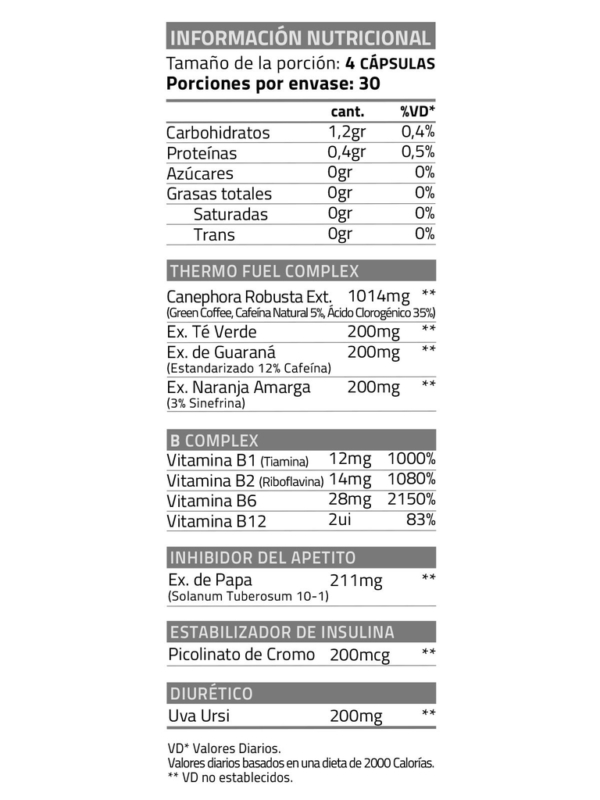 INFORMACIÓN NUTRICIONAL
Tamaño de la porción: 4 CÁPSULAS
Porciones por envase: 30
cant. %VD*
Carbohidratos 1,2gr 0,4%
Proteínas 0,4gr 0,5%
Azúcares 0gr 0%
Grasas totales 0gr 0%
Saturadas 0gr 0%
Trans 0gr 0%
THERMO FUEL COMPLEX
Canephora Robusta Ext. 1014mg **
(Green Coffee, Cafeína Natural 5%, Ácido Clorogénico 35%)
Ex. Té Verde 200mg **
Ex. de Guaraná 200mg **
(Estandarizado 12% Cafeína)
Ex. Naranja Amarga 200mg **
(3% Sinefrina)
B COMPLEX
Vitamina B1 (Tiamina) 12mg 1000%
Vitamina B2 (Riboflavina) 14mg 1080%
Vitamina B6 28mg 2150%
Vitamina B12 2ui 83%
INHIBIDOR DEL APETITO
Ex. de Papa 211mg **
(Solanum Tuberosum 10-1)
ESTABILIZADOR DE INSULINA
Picolinato de Cromo 200mcg **
DIURÉTICO
Uva Ursi 200mg **
VD* Valores Diarios.
Valores diarios basados en una dieta de 2000 Calorías.
** VD no establecidos.